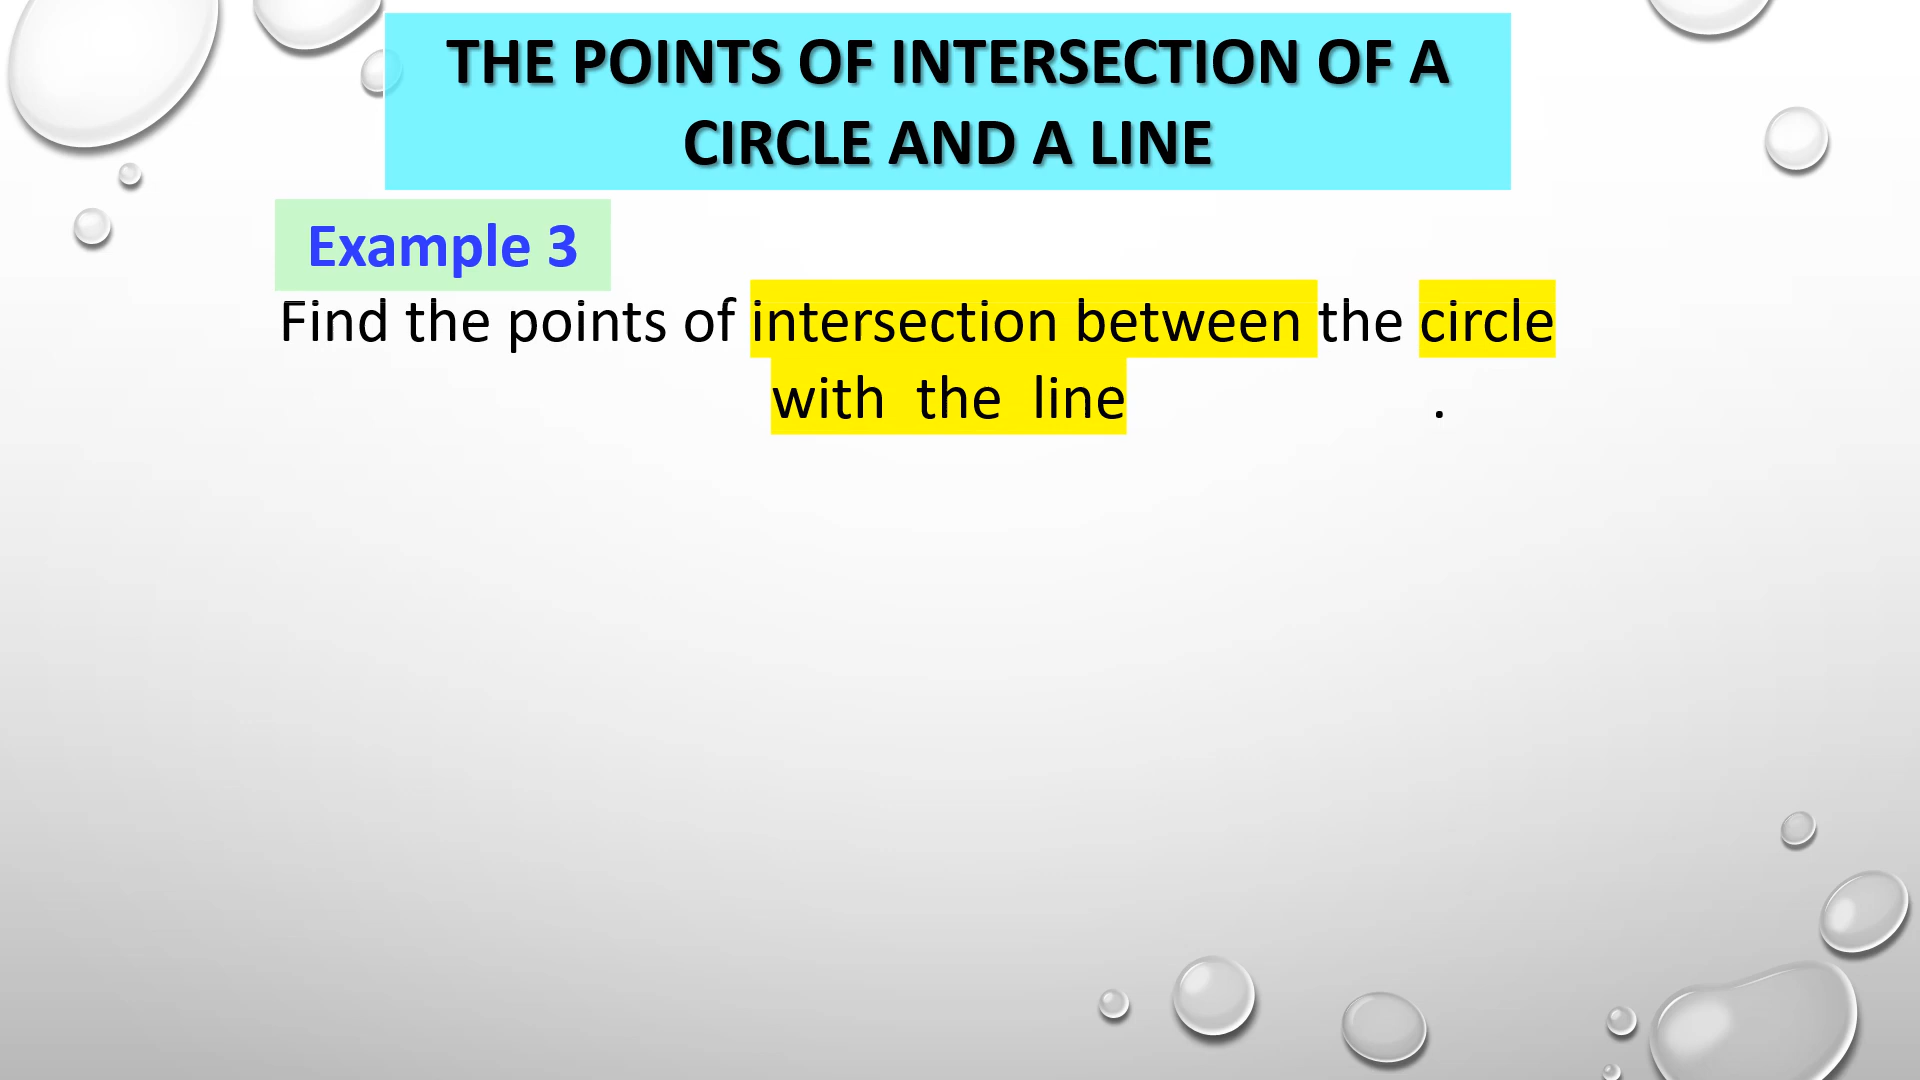 THE POINTS OF INTERSECTION OF A
CIRCLE AND A LINE
Example 3
Find the points of intersection between the circle
with the line .